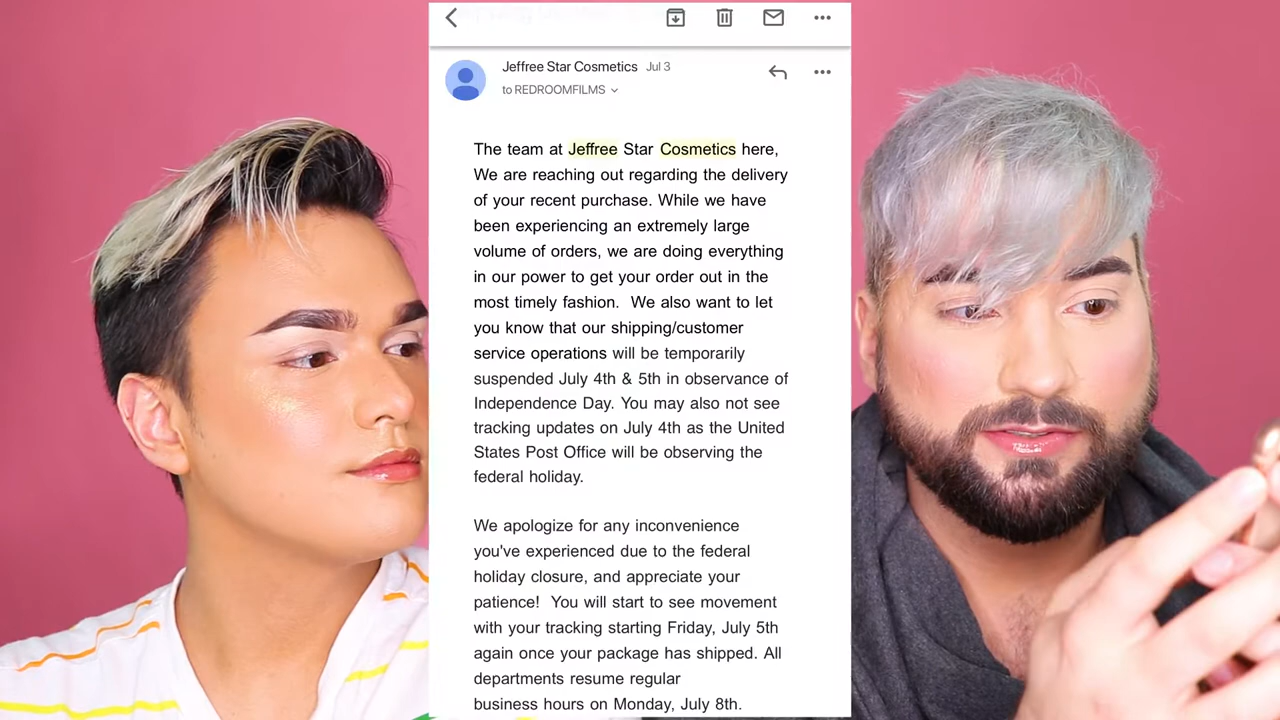 Jeffree Star Cosmetics Jul 3
to REDROOMFILMS
The team at Jeffree Star Cosmetics here,
We are reaching out regarding the delivery
of your recent purchase. While we have
been experiencing an extremely large
volume of orders, we are doing everything
in our power to get your order out in the
most timely fashion.  We also want to let
you know that our shipping/customer
service operations will be temporarily
suspended July 4th & 5th in observance of
Independence Day. You may also not see
tracking updates on July 4th as the United
States Post Office will be observing the
federal holiday.
We apologize for any inconvenience
you've experienced due to the federal
holiday closure, and appreciate your
patience!  You will start to see movement
with your tracking starting Friday, July 5th
again once your package has shipped. All
departments resume regular
business hours on Monday, July 8th.